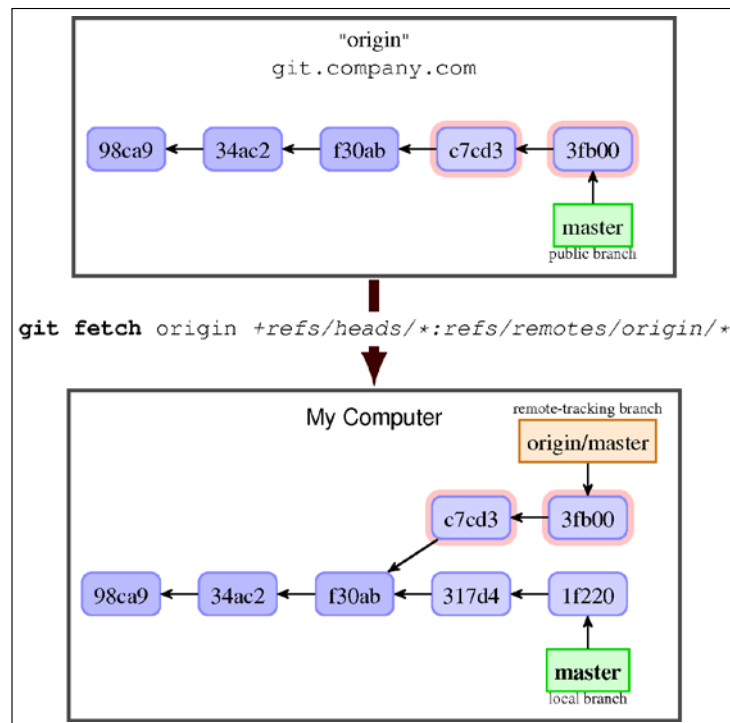 "origin"
git.company.com
98ca9 34ac2 f30ab c7cd3 3fb00
master
public branch
git fetch origin +refs/heads/*:refs/remotes/origin/*
My Computer
remote-tracking branch
origin/master
c7cd3 3fb00
98ca9 34ac2 f30ab 317d4 1f220
master
local branch